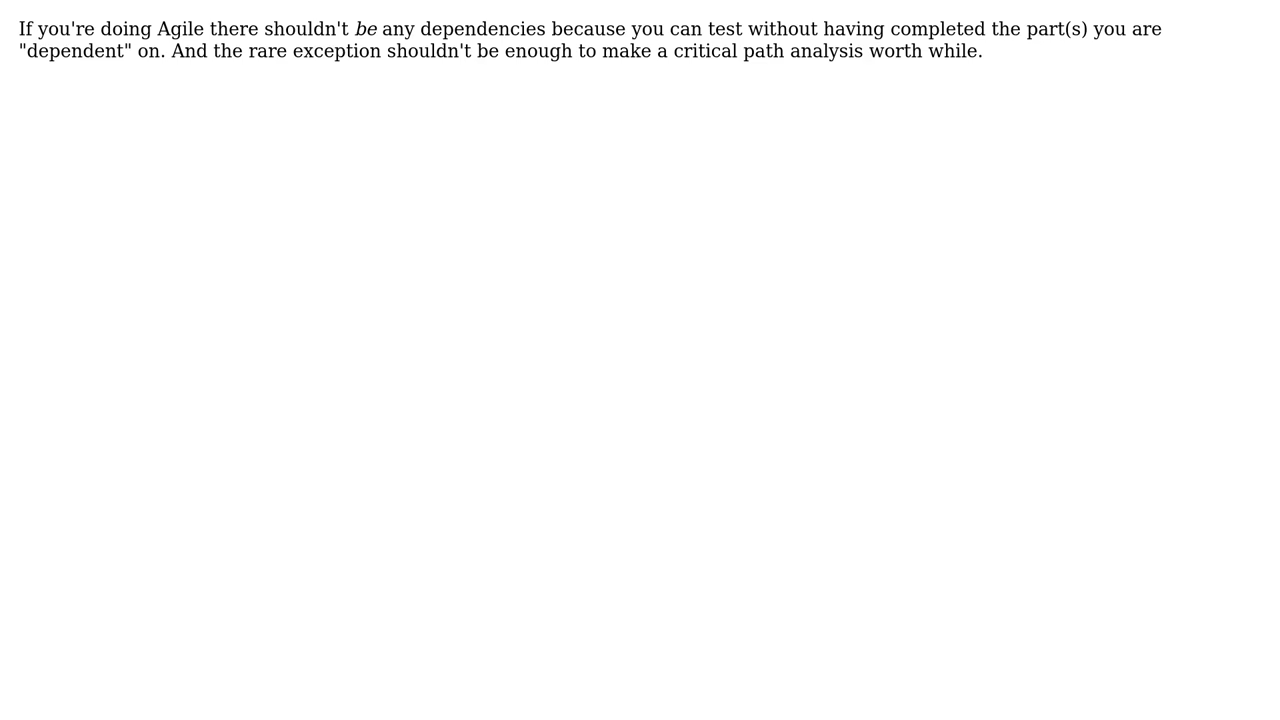 If you're doing Agile there shouldn't be any dependencies because you can test without having completed the part(s) you are
"dependent" on. And the rare exception shouldn't be enough to make a critical path analysis worth while.